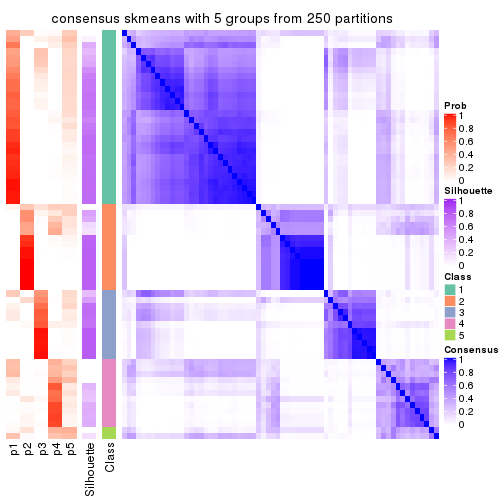 consensus skmeans with 5 groups from 250 partitions
Prob
1
0.8
0.6
0.4
0.2
0
Silhouette
1
0.8
0.6
0.4
0.2
0
Class
1
2
3
4
5
Consensus
1
0.8
0.6
0.4
0.2
0
p1
p2
p3
p4
p5
Silhouette
Class